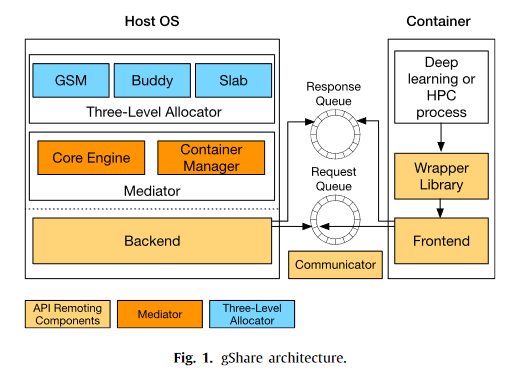 Host OS
Container
GSM
Buddy
Slab
Three-Level Allocator
Core Engine
Container
Manager
Mediator
Backend
Response
Queue
Request
Queue
Communicator
Deep
learning or
HPC
process
Wrapper
Library
Frontend
API Remoting
Components
Mediator
Three-Level
Allocator
Fig. 1. gShare architecture.